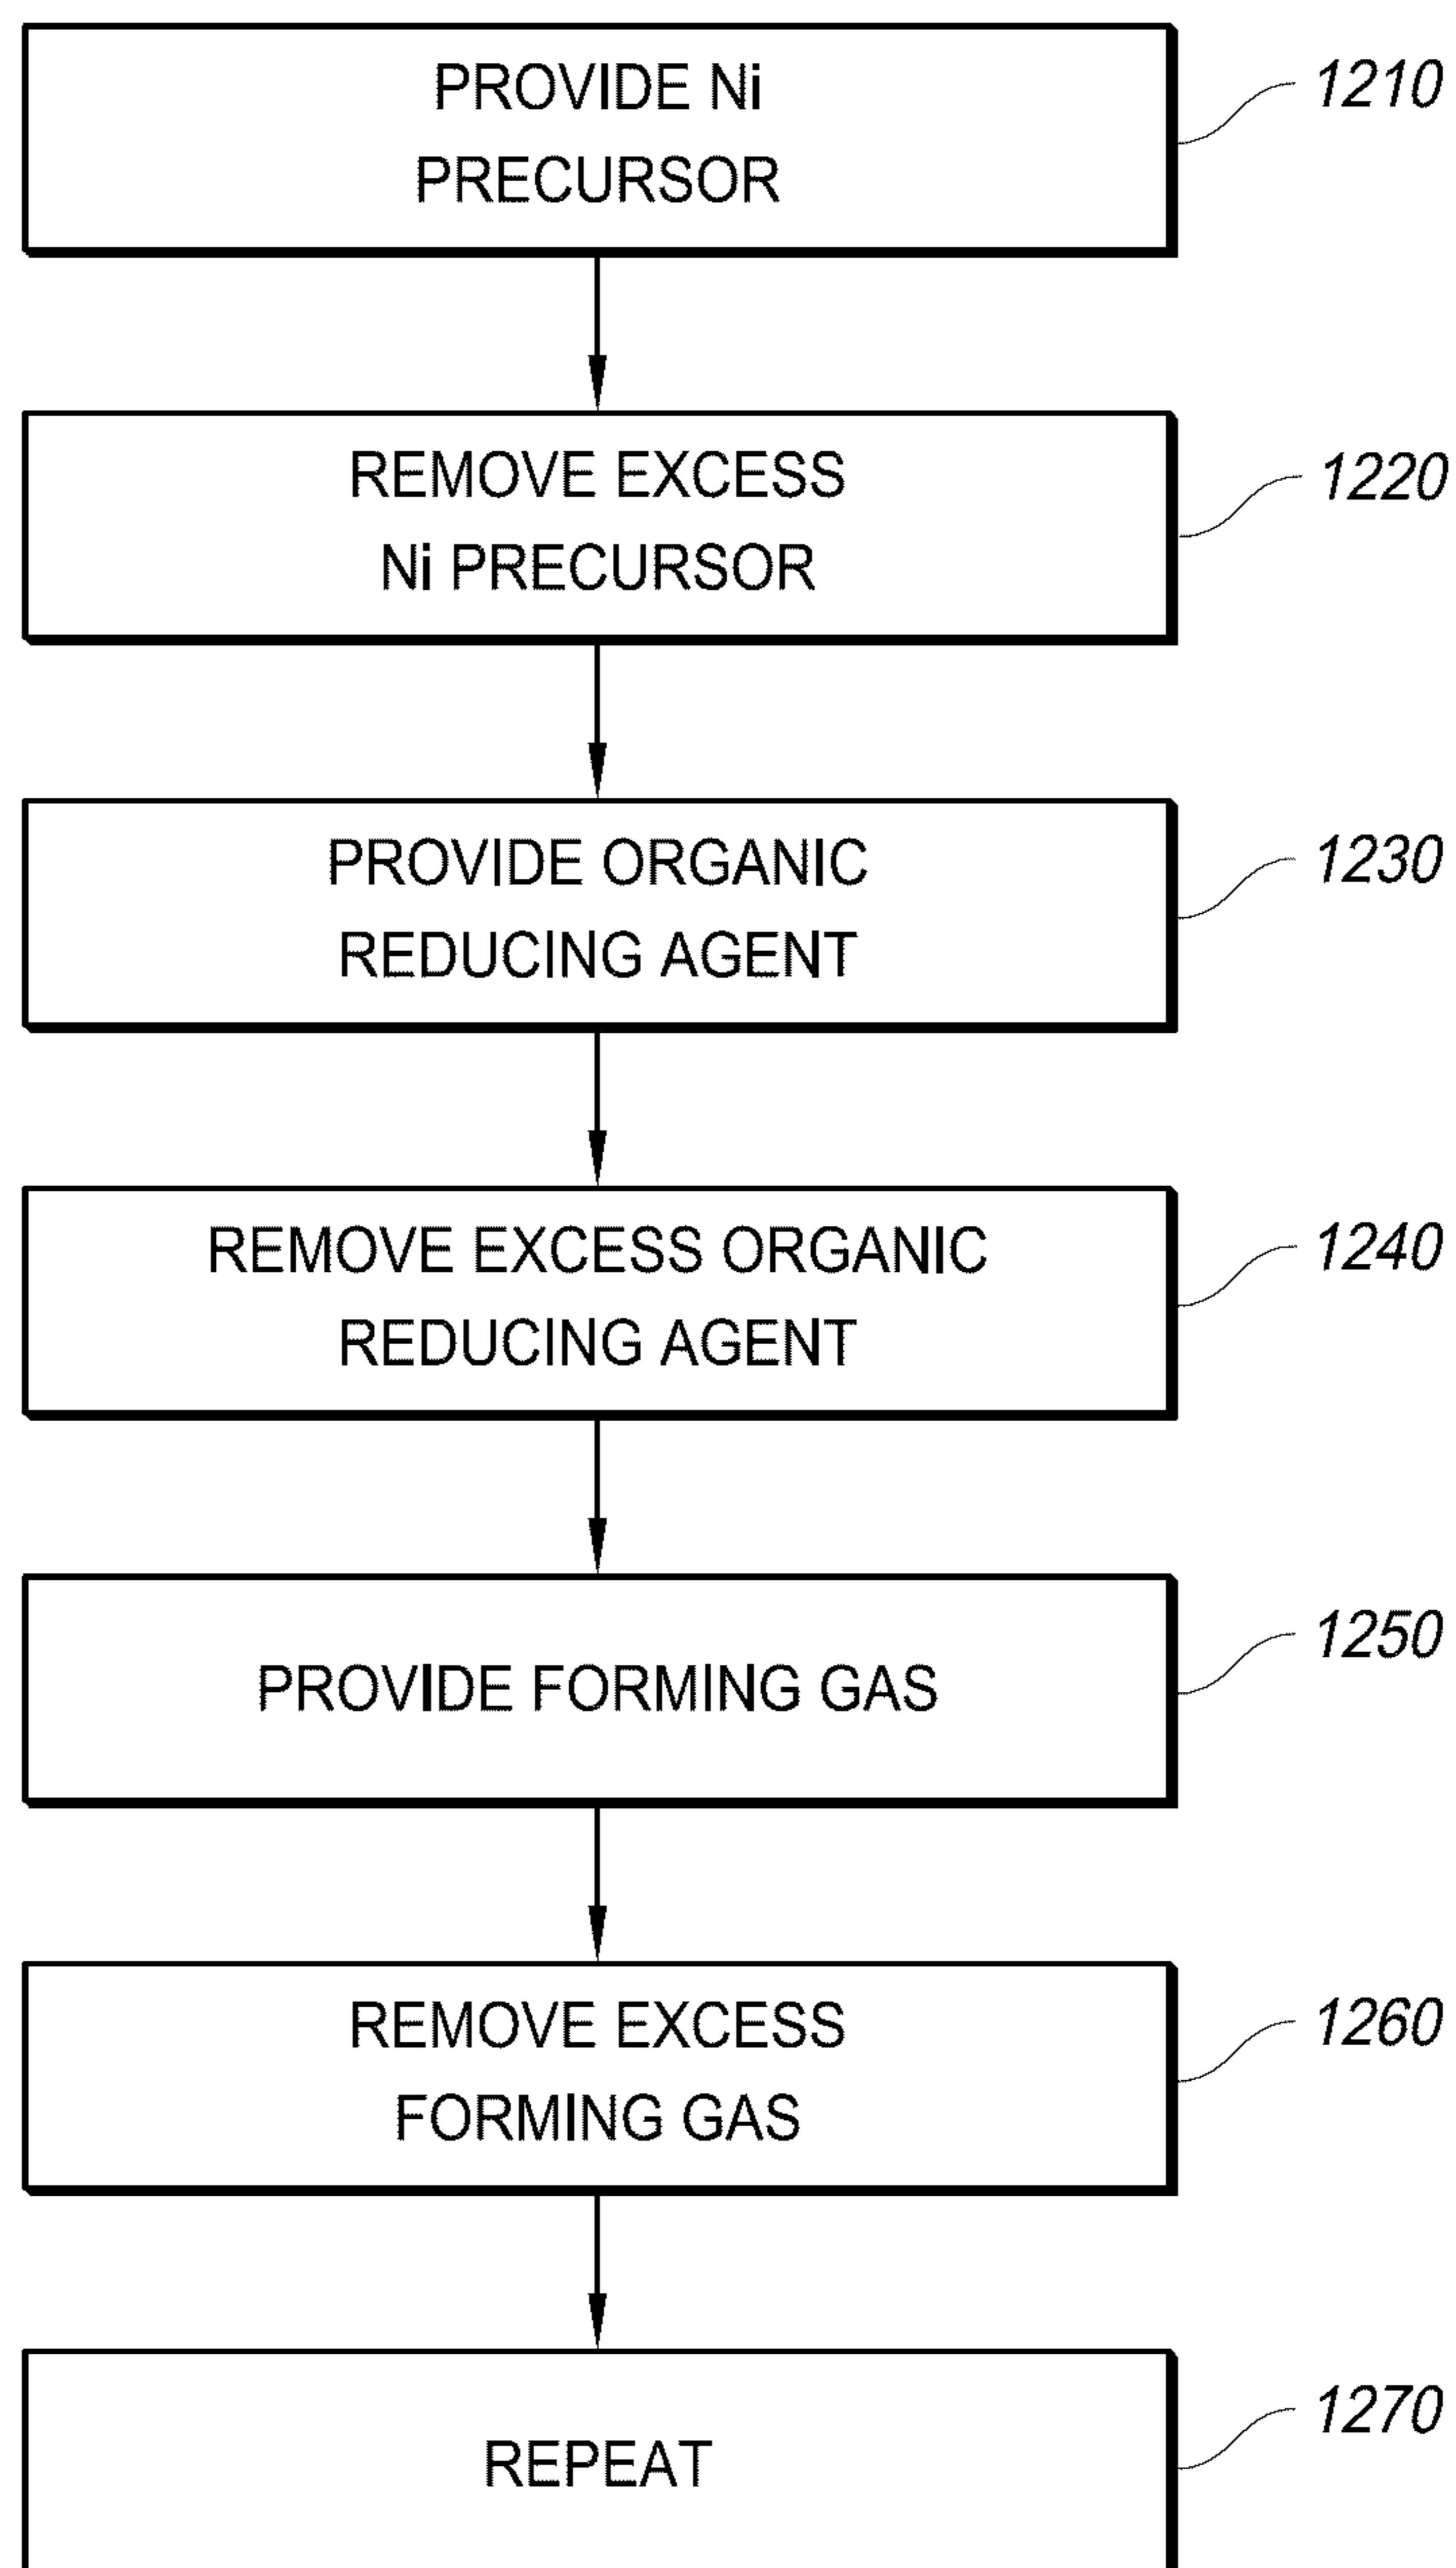 PROVIDE Ni
PRECURSOR
1210
REMOVE EXCESS
Ni PRECURSOR
1220
PROVIDE ORGANIC
REDUCING AGENT
1230
REMOVE EXCESS ORGANIC
REDUCING AGENT
1240
PROVIDE FORMING GAS
1250
REMOVE EXCESS
FORMING GAS
1260
REPEAT
1270